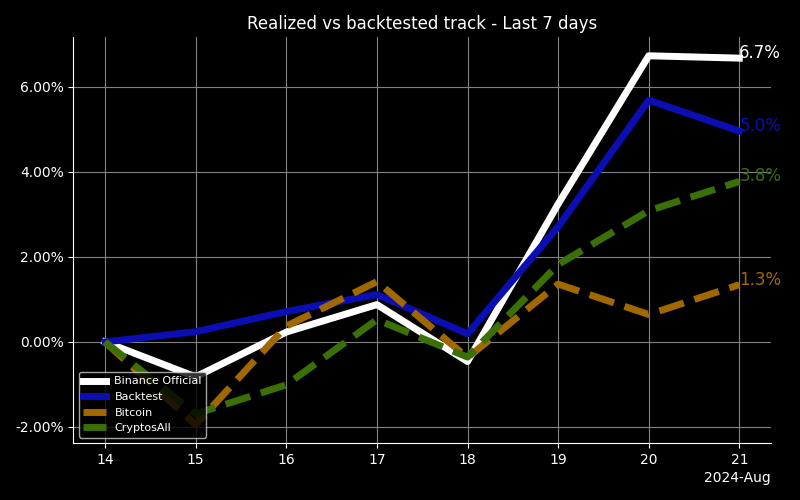 Realized vs backtested track - Last 7 days
6.7%
6.00%
5.0%
4.00%
3.8%
2.00%
1.3%
0.00%
Binance Official
Backtest
Bitcoin
CryptosAll
-2.00%
14 15 16 17 18 19 20 21
2024-Aug